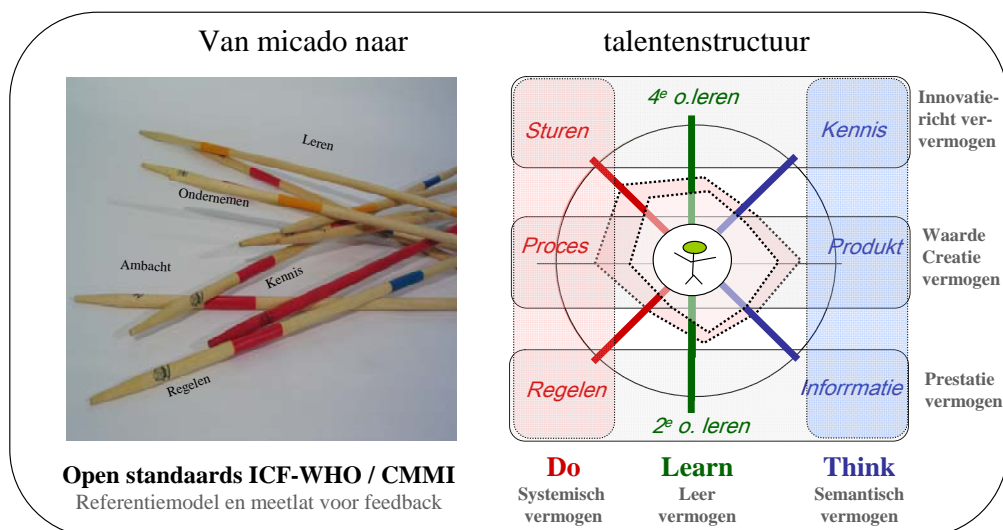 Van micado naar
talentenstructuur
Leren
Ondernemen
Ambacht
Kennis
Regelen
Open standaards ICF-WHO / CMMI
Referentiemodel en meetlat voor feedback
4e o.leren
Sturen
Kennis
Innovatie-
richt ver-
vermogen
Proces
Produkt
Waarde
Creatie
vermogen
Regelen
Inforrmatie
Prestatie
vermogen
2e o. leren
Do
Learn
Think
Systemisch
vermogen
Leer
vermogen
Semantisch
vermogen